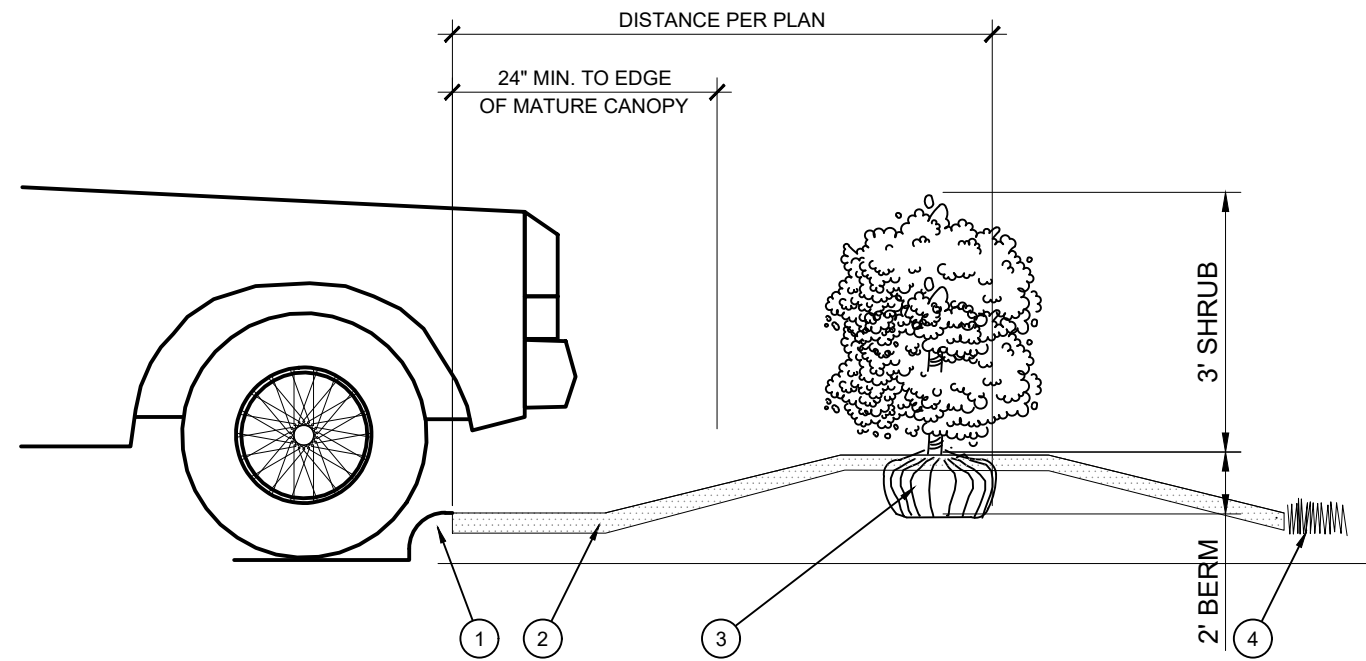 DISTANCE PER PLAN
24" MIN. TO EDGE
OF MATURE CANOPY
3' SHRUB
2' BERM
1
2
3
4